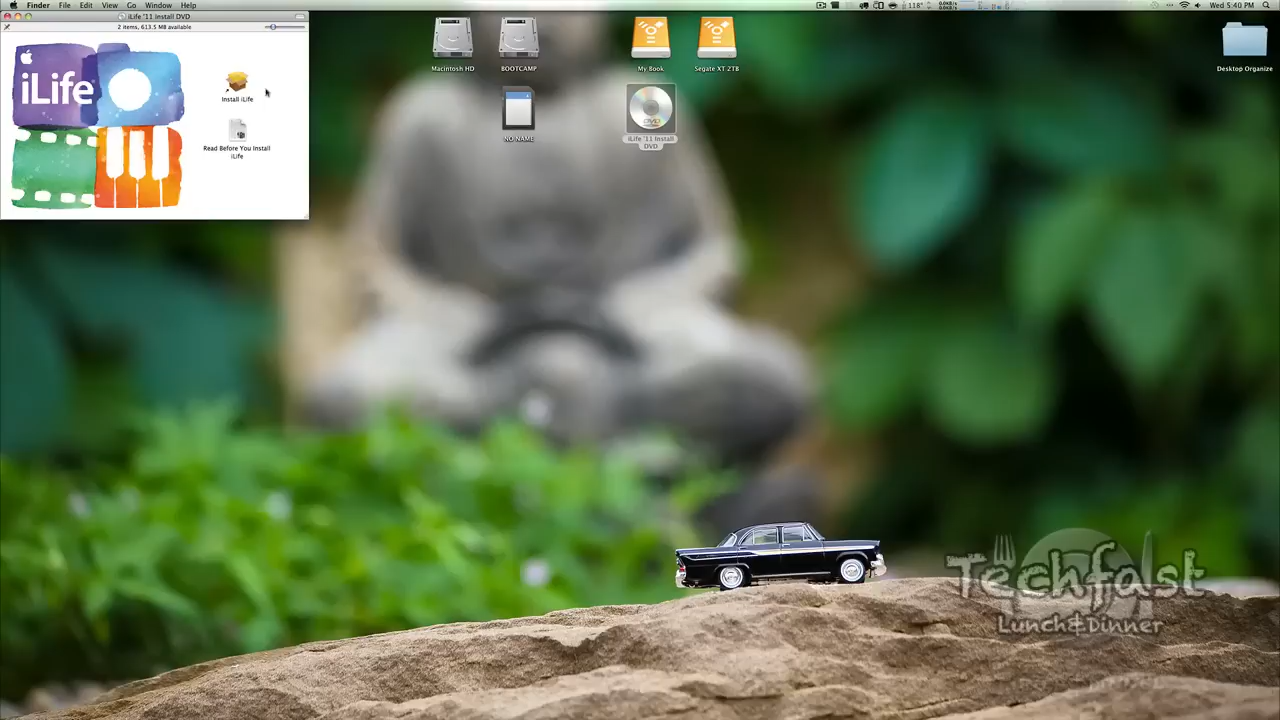 Finder File Edit View Go Window Help
118° Wed 5:40 PM
iLife '11 Install DVD
2 items, 613.5 MB available
iLife
Install iLife
Read Before You Install
iLife
Macintosh HD
BOOTCAMP
My Book
Segate XT 2TB
NO NAME
DVD
iLife '11 Install
DVD
Desktop Organize
Techfast
Lunch&Dinner